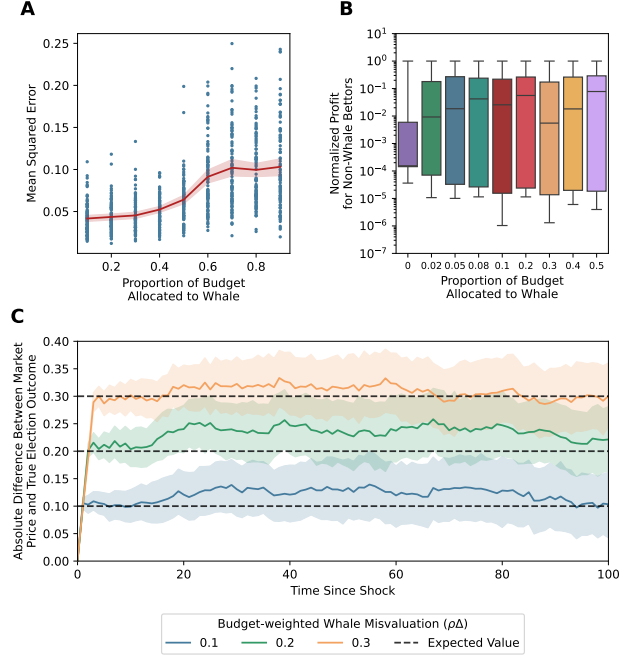 A
Mean Squared Error
0.25
0.20
0.15
0.10
0.05
0.2 0.4 0.6 0.8
Proportion of Budget
Allocated to Whale
B
Normalized Profit
for Non-Whale Bettors
10^1
10^0
10^−1
10^−2
10^−3
10^−4
10^−5
10^−6
10^−7
0 0.02 0.05 0.08 0.1 0.2 0.3 0.4 0.5
Proportion of Budget
Allocated to Whale
C
Absolute Difference Between Market
Price and True Election Outcome
0.40
0.35
0.30
0.25
0.20
0.15
0.10
0.05
0.00
0 20 40 60 80 100
Time Since Shock
Budget-weighted Whale Misvaluation (ρΔ)
0.1 0.2 0.3 Expected Value